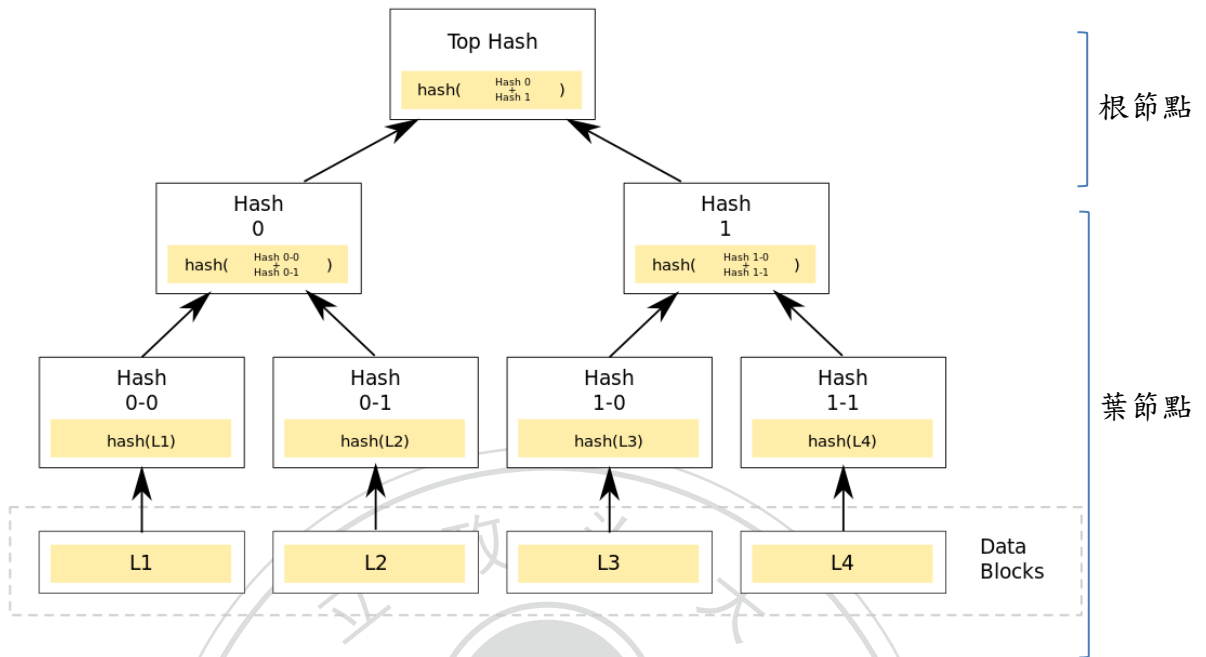 Top Hash
hash( Hash 0 + Hash 1 )
根節點
Hash
0
hash( Hash 0-0 + Hash 0-1 )
Hash
1
hash( Hash 1-0 + Hash 1-1 )
Hash
0-0
hash(L1)
Hash
0-1
hash(L2)
Hash
1-0
hash(L3)
Hash
1-1
hash(L4)
葉節點
L1
L2
L3
L4
Data
Blocks
立 政 大